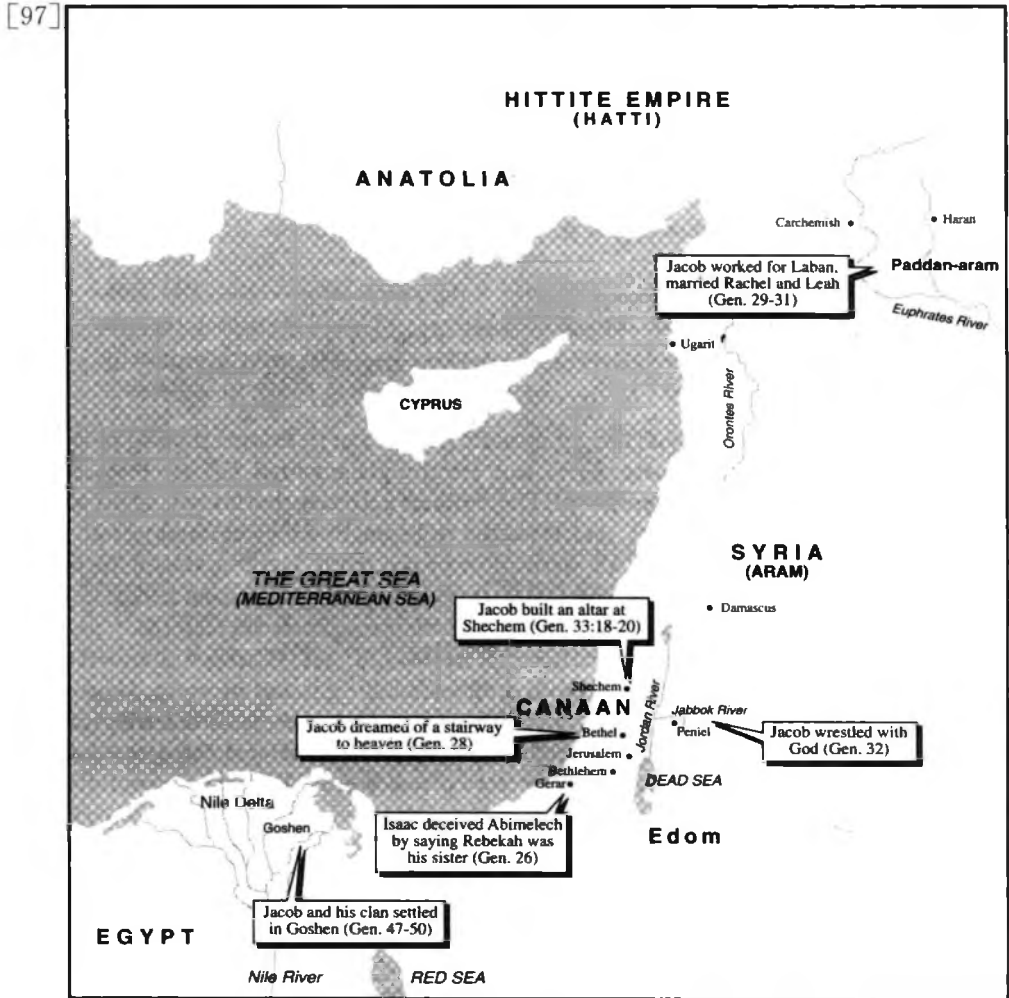 [97]
HITTITE EMPIRE
(HATTI)
ANATOLIA
Carchemish
Haran
Jacob worked for Laban,
married Rachel and Leah
(Gen. 29-31)
Paddan-aram
Euphrates River
Ugarit
Orontes River
CYPRUS
SYRIA
(ARAM)
THE GREAT SEA
(MEDITERRANEAN SEA)
Damascus
Jacob built an altar at
Shechem (Gen. 33:18-20)
Shechem
CANAAN
Jordan River
Jabbok River
Peniel
Jacob dreamed of a stairway
to heaven (Gen. 28)
Bethel
Jacob wrestled with
God (Gen. 32)
Jerusalem
Bethlehem
Gerar
DEAD SEA
Nile Delta
Goshen
Isaac deceived Abimelech
by saying Rebekah was
his sister (Gen. 26)
Edom
Jacob and his clan settled
in Goshen (Gen. 47-50)
EGYPT
Nile River
RED SEA